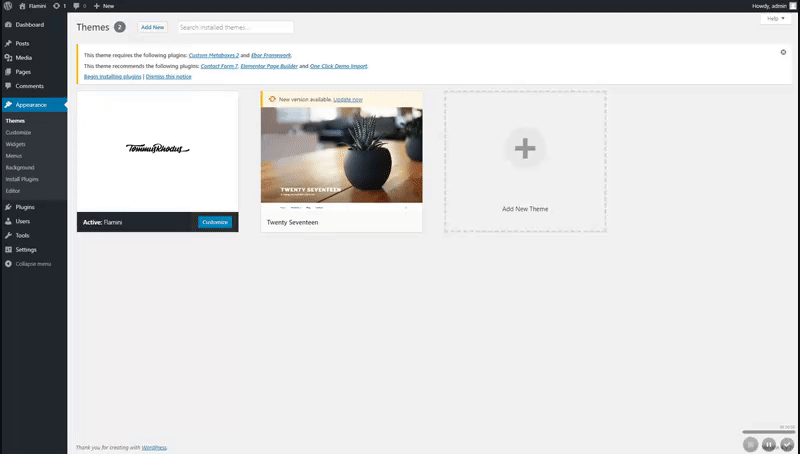 Flamini 1 0 New
Howdy, admin
Help
Dashboard
Posts
Media
Pages
Comments
Appearance
Themes
Customize
Widgets
Menus
Background
Install Plugins
Editor
Plugins
Users
Tools
Settings
Collapse menu
Themes 2 Add New Search installed themes...
This theme requires the following plugins: Custom Metaboxes 2 and Ebor Framework.
This theme recommends the following plugins: Contact Form 7, Elementor Page Builder and One Click Demo Import.
Begin installing plugins | Dismiss this notice
TommusRhodus
Active: Flamini Customize
New version available. Update now
TWENTY SEVENTEEN
Twenty Seventeen
Add New Theme
Thank you for creating with WordPress.